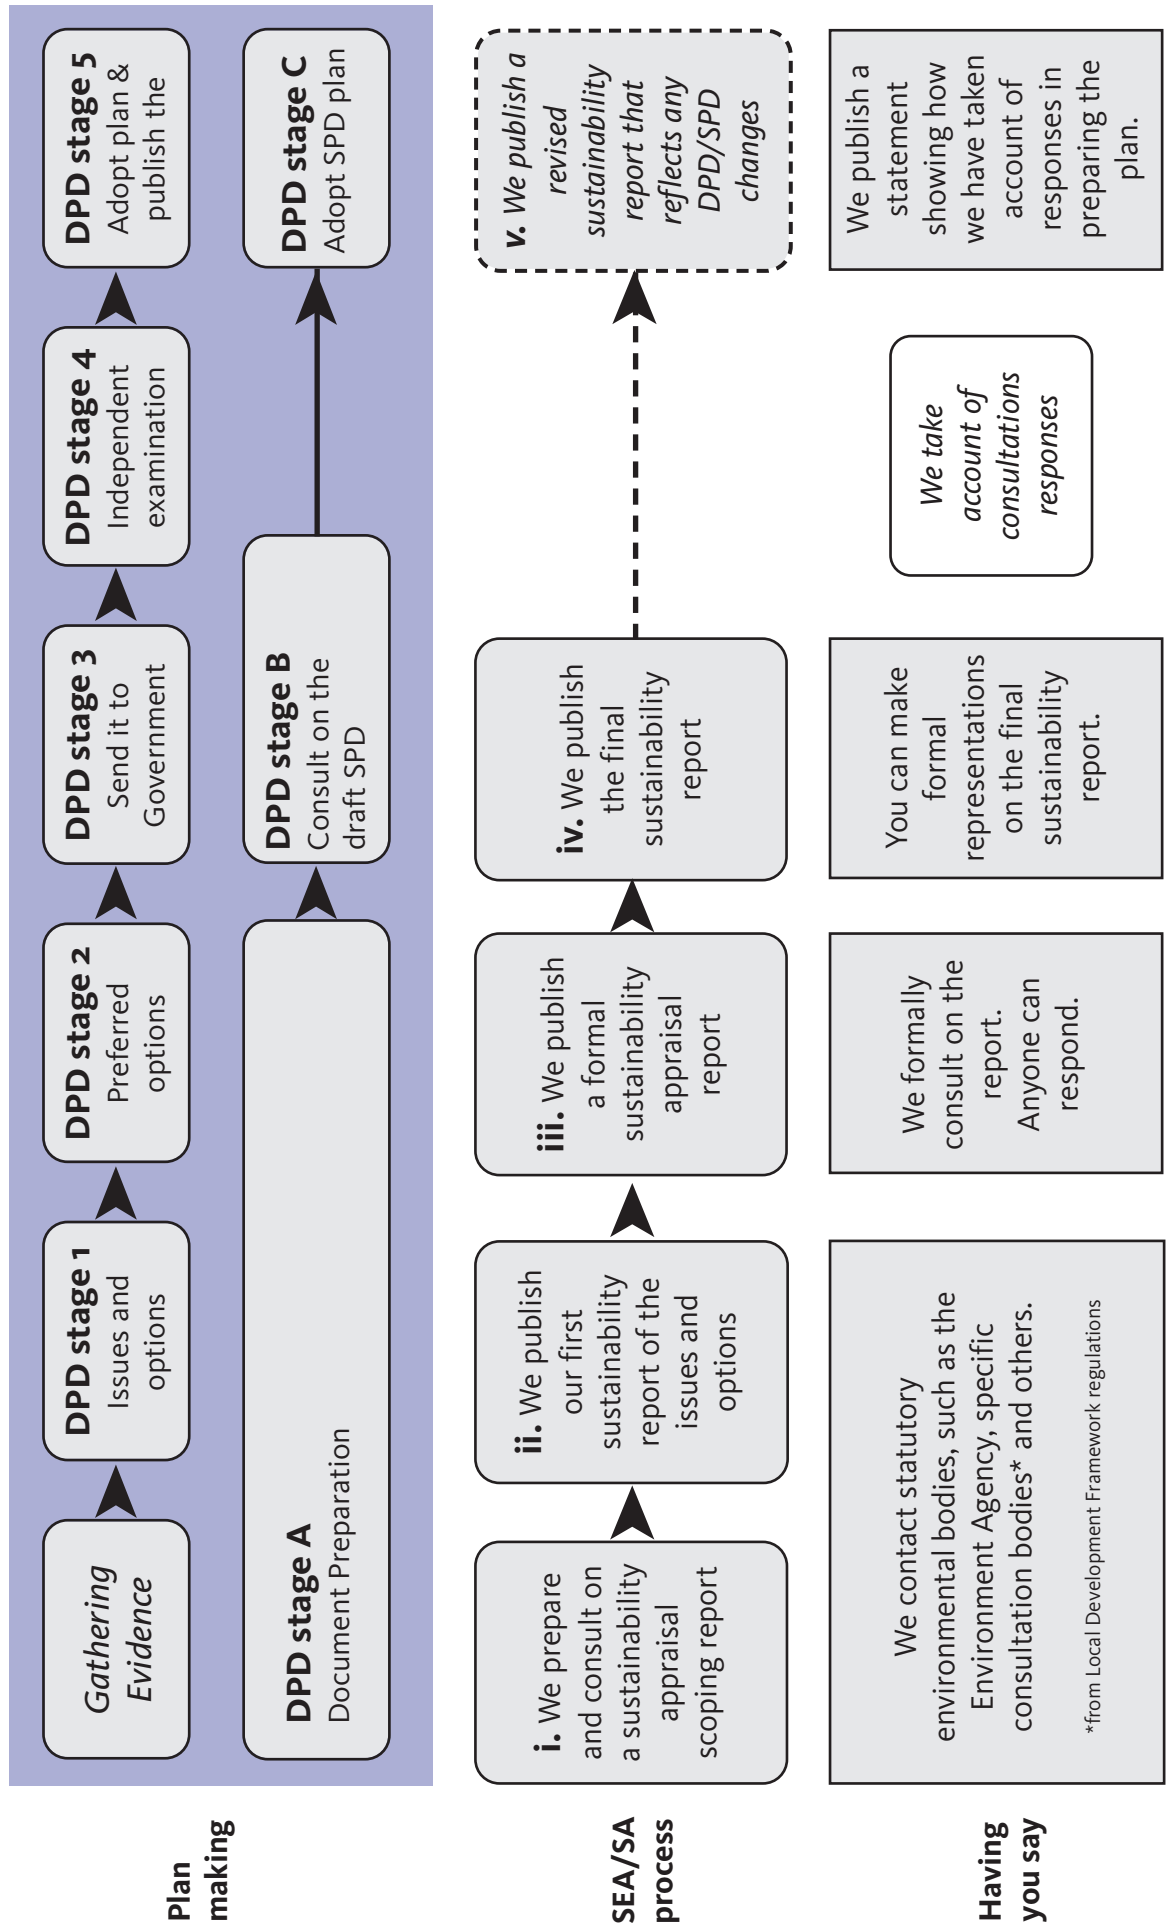 Plan
making
Gathering
Evidence
DPD stage 1
Issues and
options
DPD stage 2
Preferred
options
DPD stage 3
Send it to
Government
DPD stage 4
Independent
examination
DPD stage 5
Adopt plan &
publish the
DPD stage A
Document Preparation
DPD stage B
Consult on the
draft SPD
DPD stage C
Adopt SPD plan
SEA/SA
process
i. We prepare
and consult on
a sustainability
appraisal
scoping report
ii. We publish
our first
sustainability
report of the
issues and
options
iii. We publish
a formal
sustainability
appraisal
report
iv. We publish
the final
sustainability
report
v. We publish a
revised
sustainability
report that
reflects any
DPD/SPD
changes
Having
you say
We contact statutory
environmental bodies, such as the
Environment Agency, specific
consultation bodies* and others.
*from Local Development Framework regulations
We formally
consult on the
report.
Anyone can
respond.
You can make
formal
representations
on the final
sustainability
report.
We take
account of
consultations
responses
We publish a
statement
showing how
we have taken
account of
responses in
preparing the
plan.